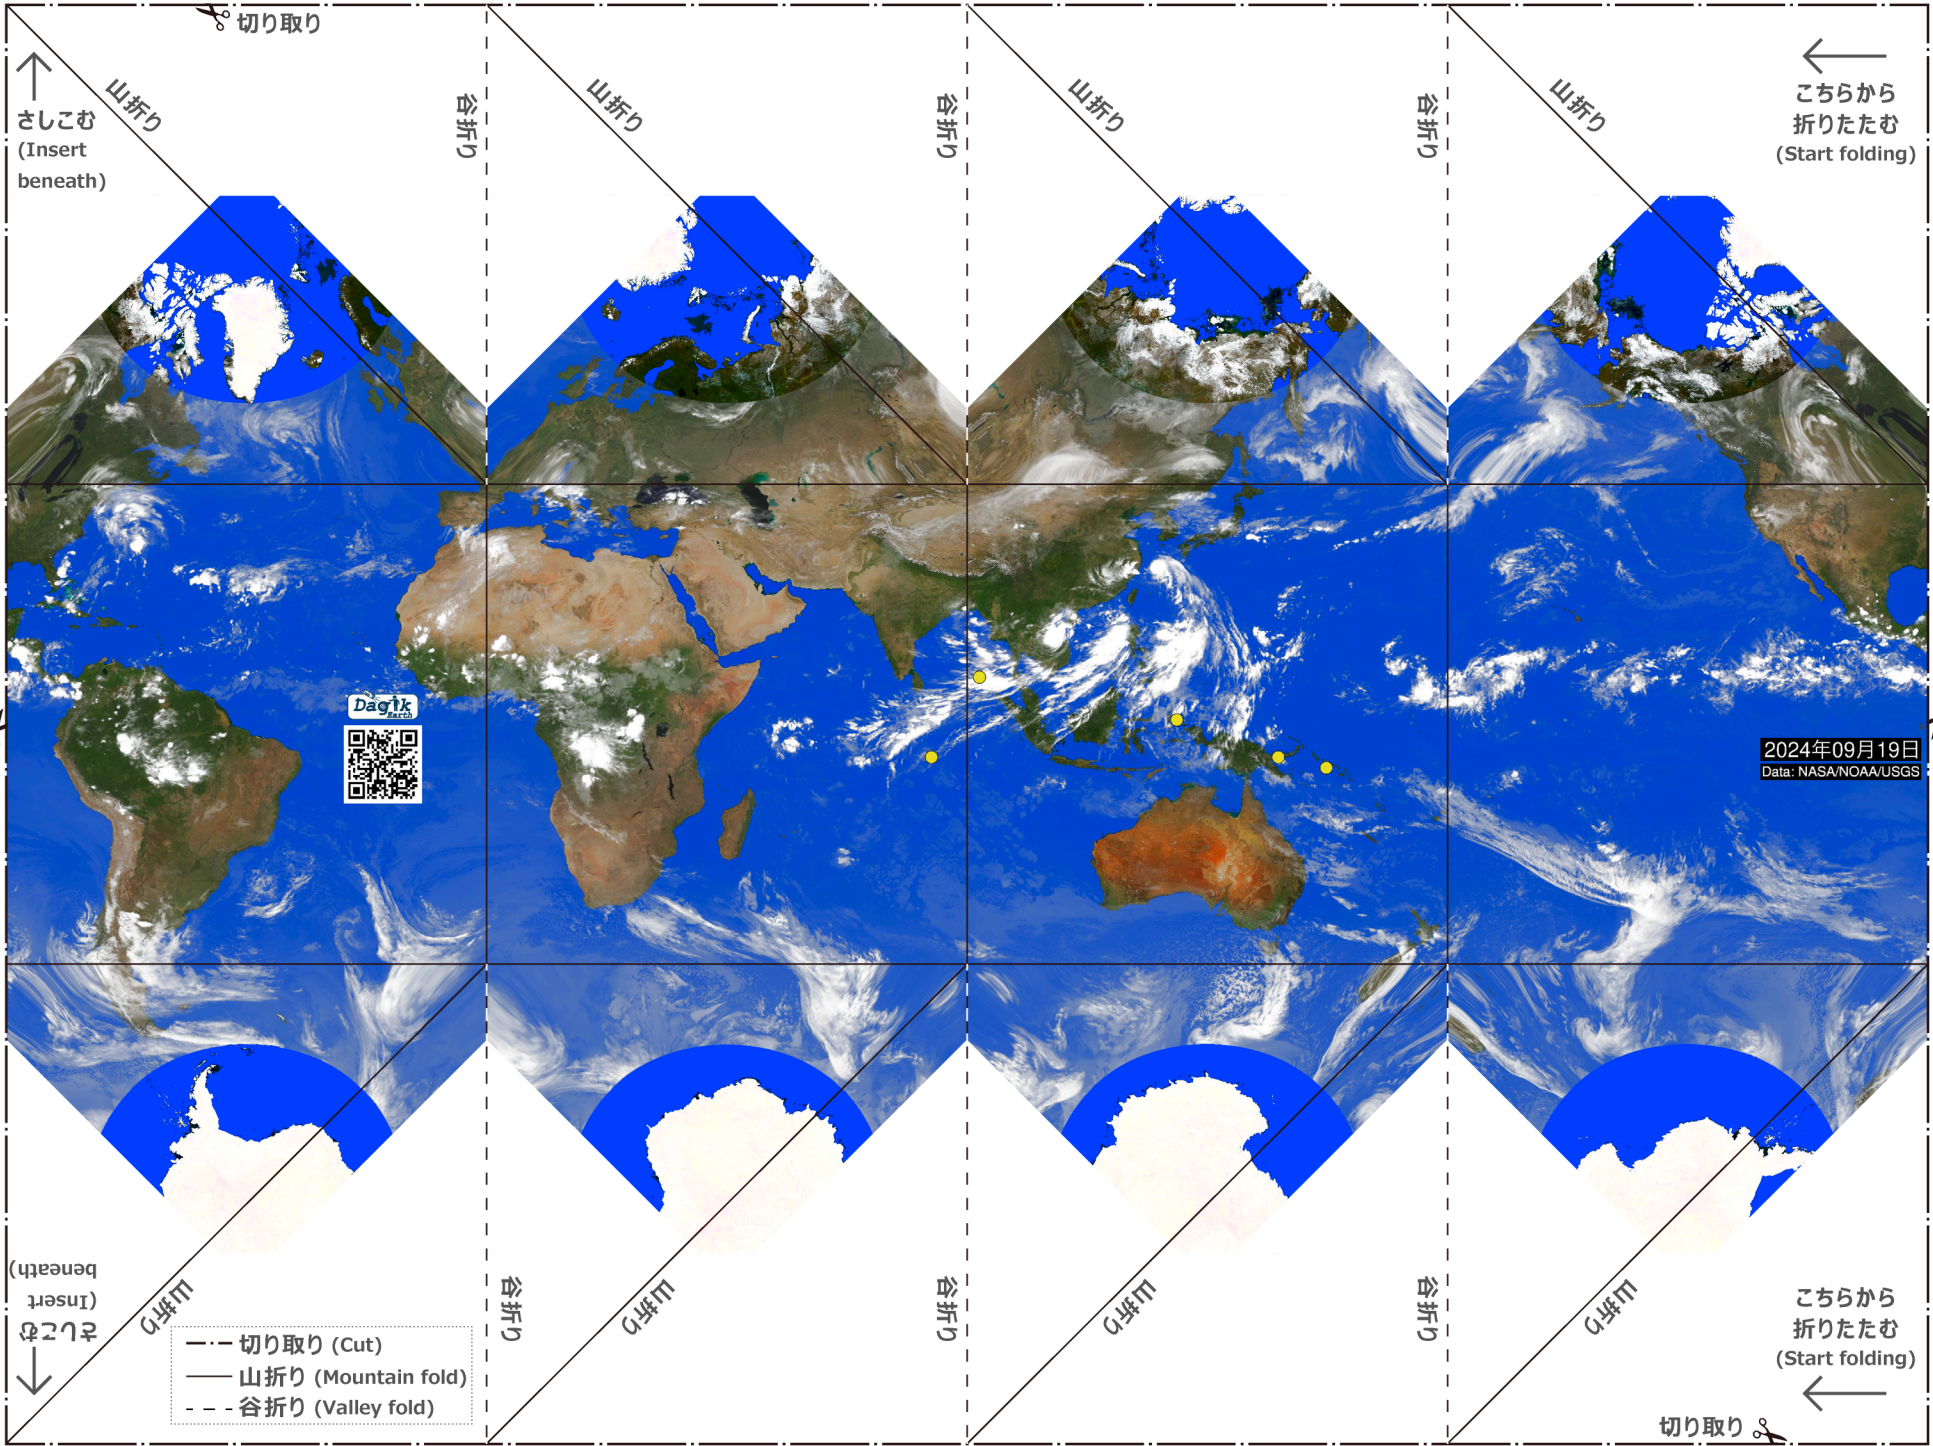 切り取り
山折り
谷折り
山折り
谷折り
山折り
谷折り
山折り
こちらから
折りたたむ
(Start folding)
さしこむ
(Insert
beneath)
Dagik
Earth
2024年09月19日
Data: NASA/NOAA/USGS
さしこむ
(Insert
beneath)
山折り
谷折り
山折り
谷折り
山折り
谷折り
山折り
こちらから
折りたたむ
(Start folding)
切り取り (Cut)
山折り (Mountain fold)
谷折り (Valley fold)
切り取り